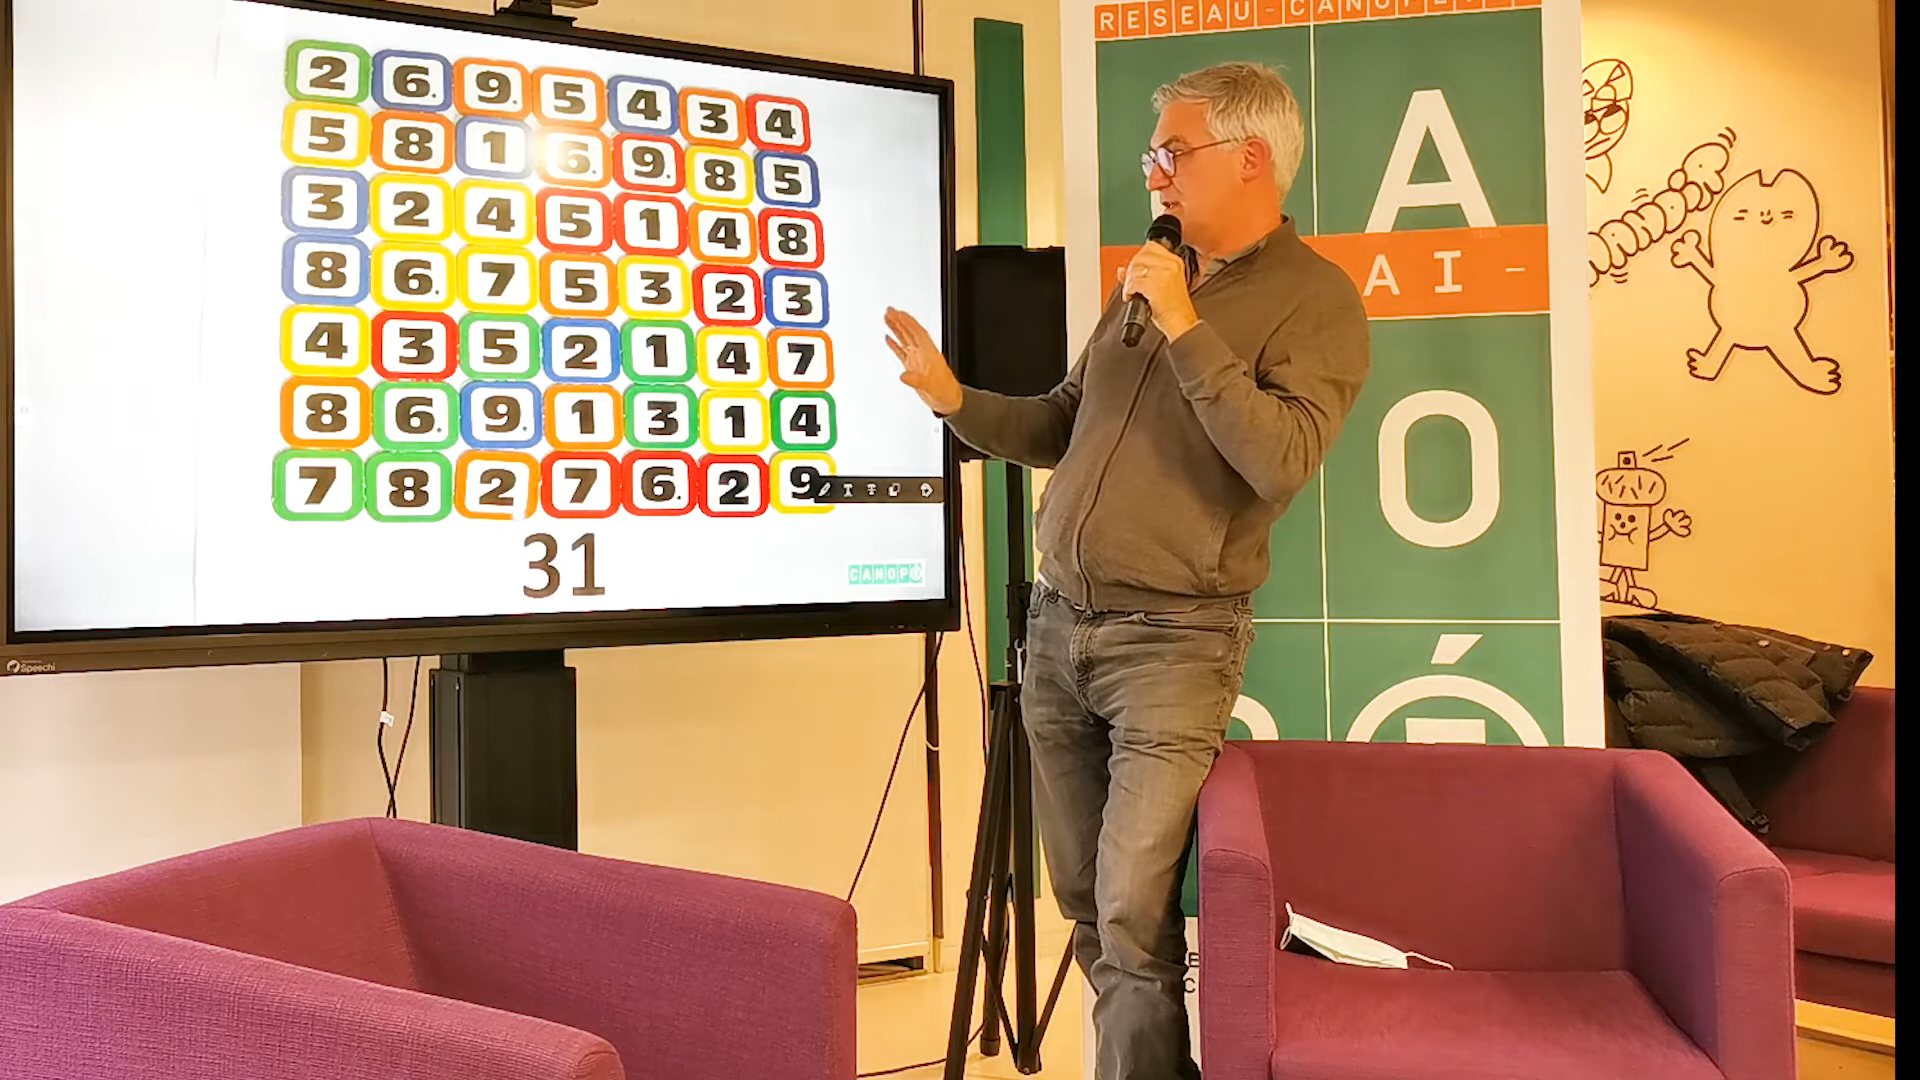 2 6. 9. 5 4 3 4
5 8 1 6. 9. 8 5
3 2 4 5 1 4 8
8 6. 7 5 3 2 3
4 3 5 2 1 4 7
8 6. 9. 1 3 1 4
7 8 2 7 6. 2 9
31
CANOPÉ
Speechi
RESEAU-CANOPE
A
AI-
O
É